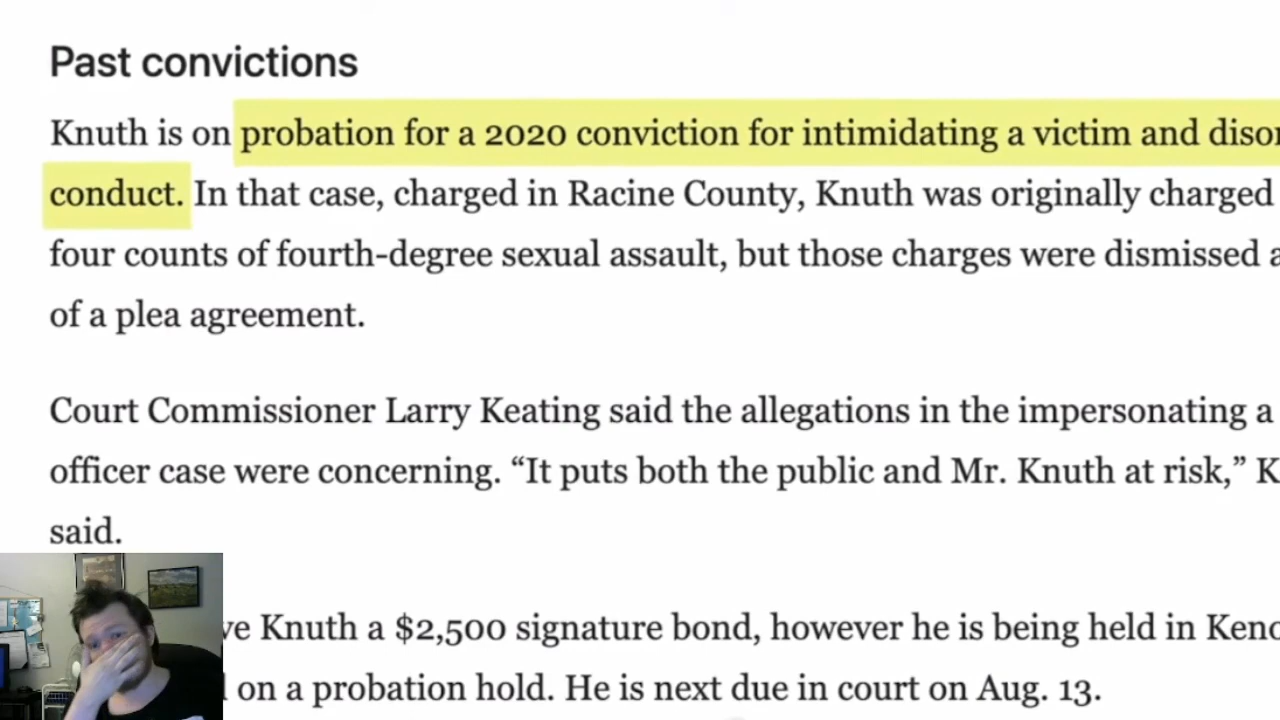 Past convictions
Knuth is on probation for a 2020 conviction for intimidating a victim and disor
conduct. In that case, charged in Racine County, Knuth was originally charged
four counts of fourth-degree sexual assault, but those charges were dismissed a
of a plea agreement.
Court Commissioner Larry Keating said the allegations in the impersonating a
officer case were concerning. “It puts both the public and Mr. Knuth at risk,” K
said.
ve Knuth a $2,500 signature bond, however he is being held in Keno
on a probation hold. He is next due in court on Aug. 13.